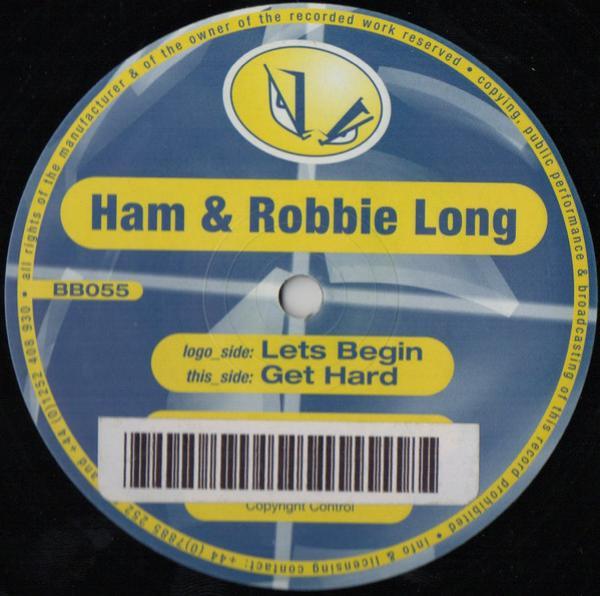 all rights of the manufacturer & of the owner of the recorded work reserved • copying, public performance & broadcasting of this record prohibited • info & licensing contact: +44 (0)7885 252 and +44 (0)1252 408 930 •
Ham & Robbie Long
BB055
logo_side: Lets Begin
this_side: Get Hard
Copyright Control